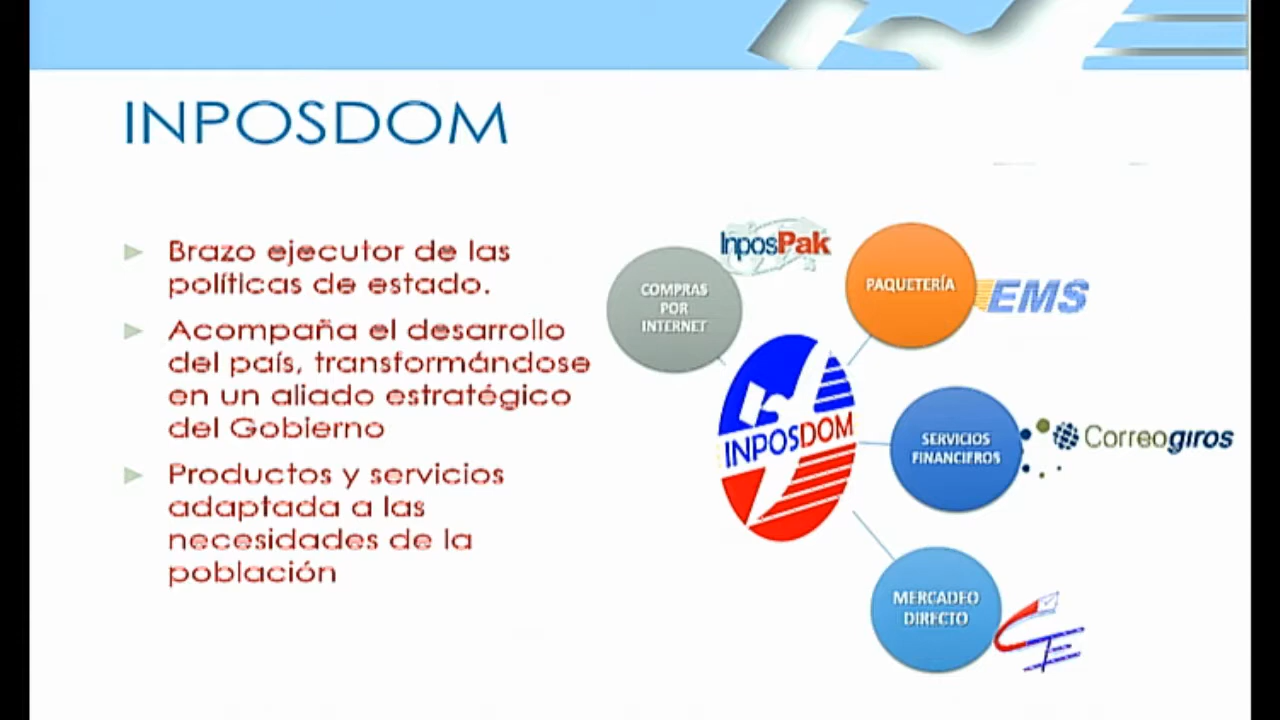 INPOSDOM
Brazo ejecutor de las
políticas de estado.
Acompaña el desarrollo
del país, transformándose
en un aliado estratégico
del Gobierno
Productos y servicios
adaptada a las
necesidades de la
población
InposPak
COMPRAS
POR
INTERNET
PAQUETERÍA
EMS
INPOSDOM
SERVICIOS
FINANCIEROS
Correogiros
MERCADEO
DIRECTO